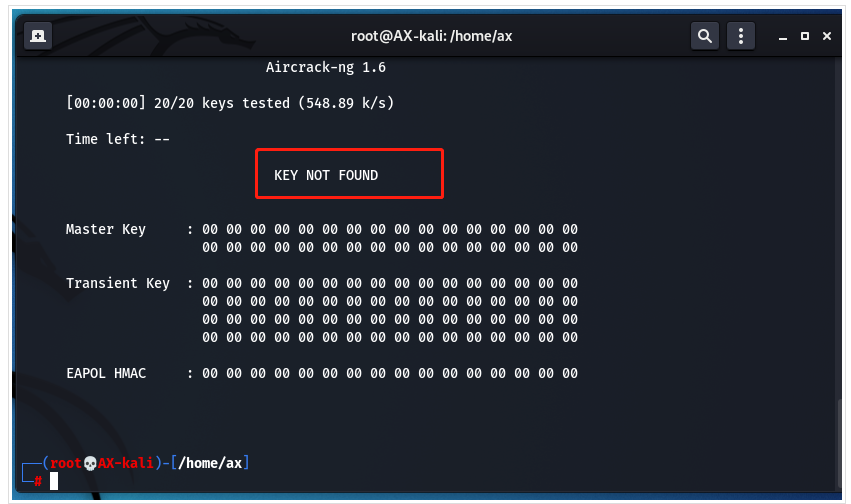 root@AX-kali: /home/ax
Aircrack-ng 1.6
[00:00:00] 20/20 keys tested (548.89 k/s)
Time left: --
KEY NOT FOUND
Master Key     : 00 00 00 00 00 00 00 00 00 00 00 00 00 00 00 00
00 00 00 00 00 00 00 00 00 00 00 00 00 00 00 00
Transient Key  : 00 00 00 00 00 00 00 00 00 00 00 00 00 00 00 00
00 00 00 00 00 00 00 00 00 00 00 00 00 00 00 00
00 00 00 00 00 00 00 00 00 00 00 00 00 00 00 00
00 00 00 00 00 00 00 00 00 00 00 00 00 00 00 00
EAPOL HMAC     : 00 00 00 00 00 00 00 00 00 00 00 00 00 00 00 00
┌──(root💀AX-kali)-[/home/ax]
└─#